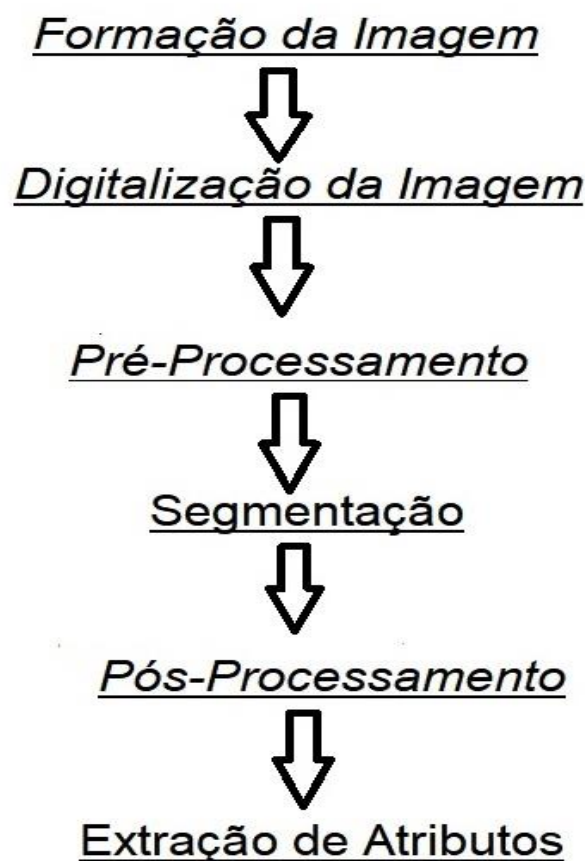 Formação da Imagem
Digitalização da Imagem
Pré-Processamento
Segmentação
Pós-Processamento
Extração de Atributos